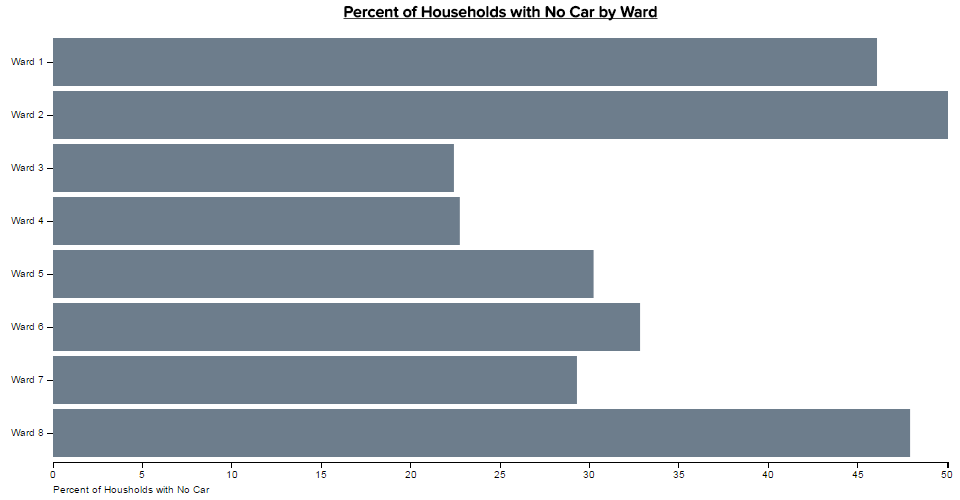 Percent of Households with No Car by Ward
Ward 1
Ward 2
Ward 3
Ward 4
Ward 5
Ward 6
Ward 7
Ward 8
0 5 10 15 20 25 30 35 40 45 50
Percent of Housholds with No Car